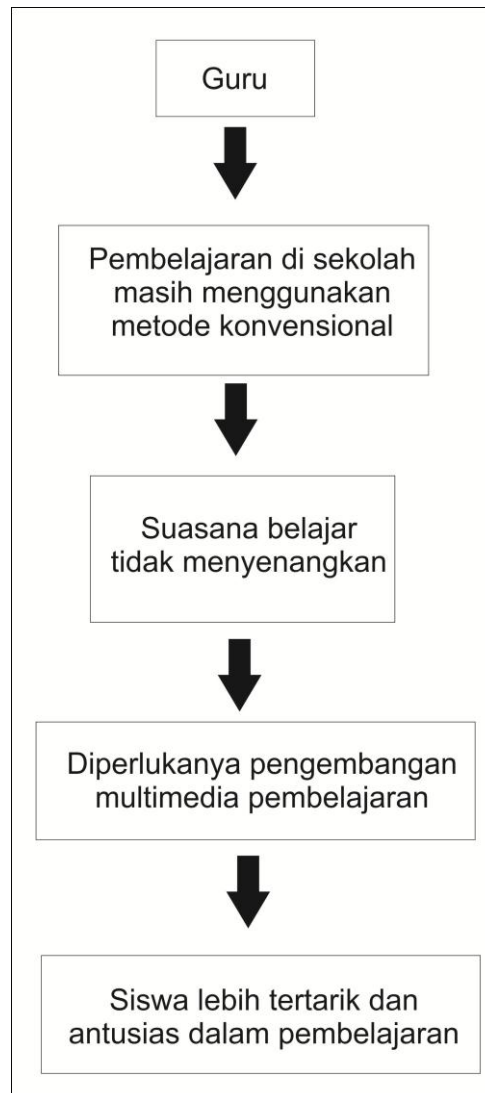 Guru
Pembelajaran di sekolah
masih menggunakan
metode konvensional
Suasana belajar
tidak menyenangkan
Diperlukanya pengembangan
multimedia pembelajaran
Siswa lebih tertarik dan
antusias dalam pembelajaran